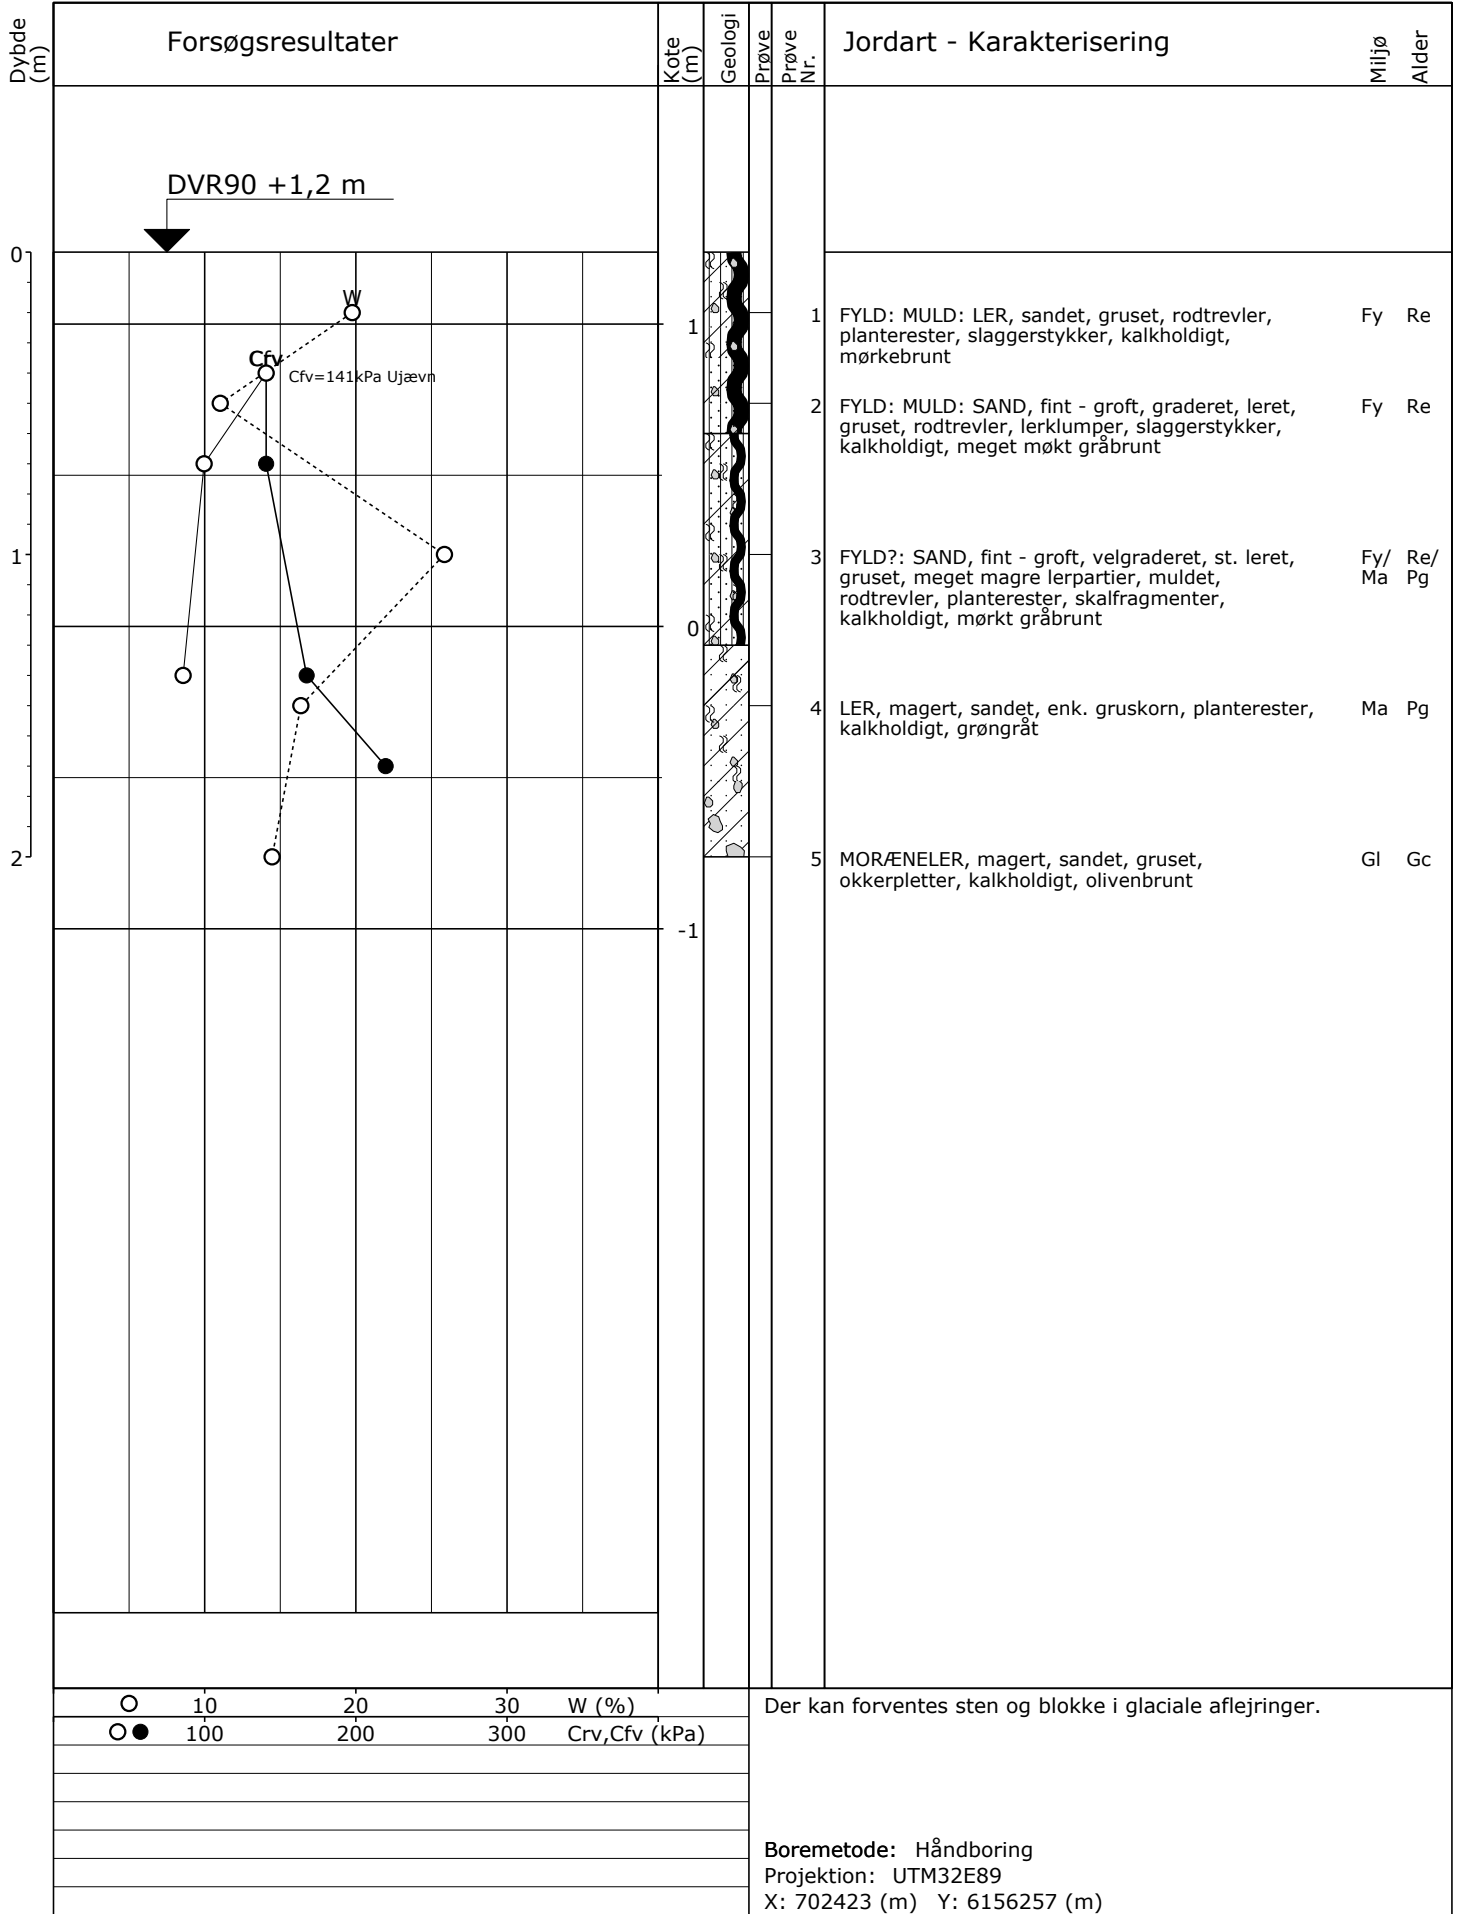 Dybde
(m)
Forsøgsresultater
Kote
(m)
Geologi
Prøve
Prøve
Nr.
Jordart - Karakterisering
Miljø
Alder
DVR90 +1,2 m
0
W
1
1 FYLD: MULD: LER, sandet, gruset, rodtrevler, Fy Re
planterester, slaggerstykker, kalkholdigt,
mørkebrunt
Cfv
Cfv=141kPa Ujævn
2 FYLD: MULD: SAND, fint - groft, graderet, leret, Fy Re
gruset, rodtrevler, lerklumper, slaggerstykker,
kalkholdigt, meget møkt gråbrunt
1
3 FYLD?: SAND, fint - groft, velgraderet, st. leret, Fy/ Re/
gruset, meget magre lerpartier, muldet, Ma Pg
rodtrevler, planterester, skalfragmenter,
kalkholdigt, mørkt gråbrunt
0
4 LER, magert, sandet, enk. gruskorn, planterester, Ma Pg
kalkholdigt, grøngråt
2
5 MORÆNELER, magert, sandet, gruset, Gl Gc
okkerpletter, kalkholdigt, olivenbrunt
-1
10 20 30 W (%)
100 200 300 Crv,Cfv (kPa)
Der kan forventes sten og blokke i glaciale aflejringer.
Boremetode: Håndboring
Projektion: UTM32E89
X: 702423 (m) Y: 6156257 (m)